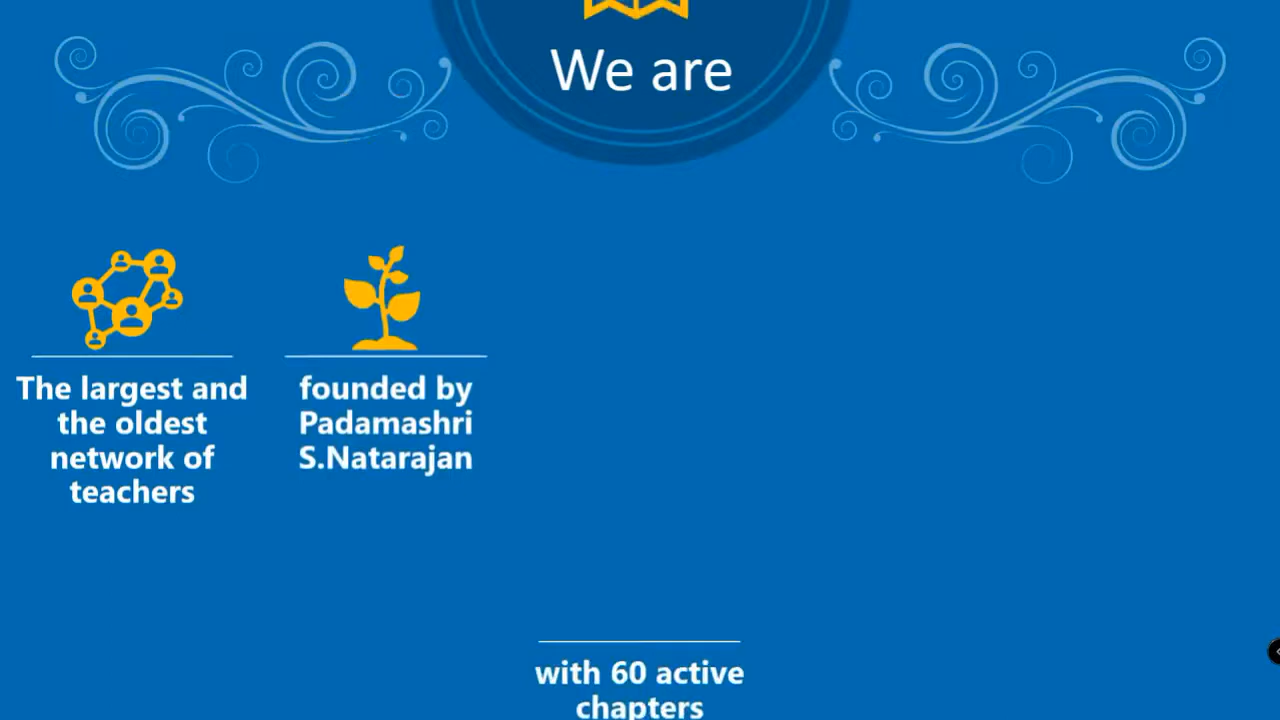 We are
The largest and
the oldest
network of
teachers
founded by
Padamashri
S.Natarajan
with 60 active
chapters